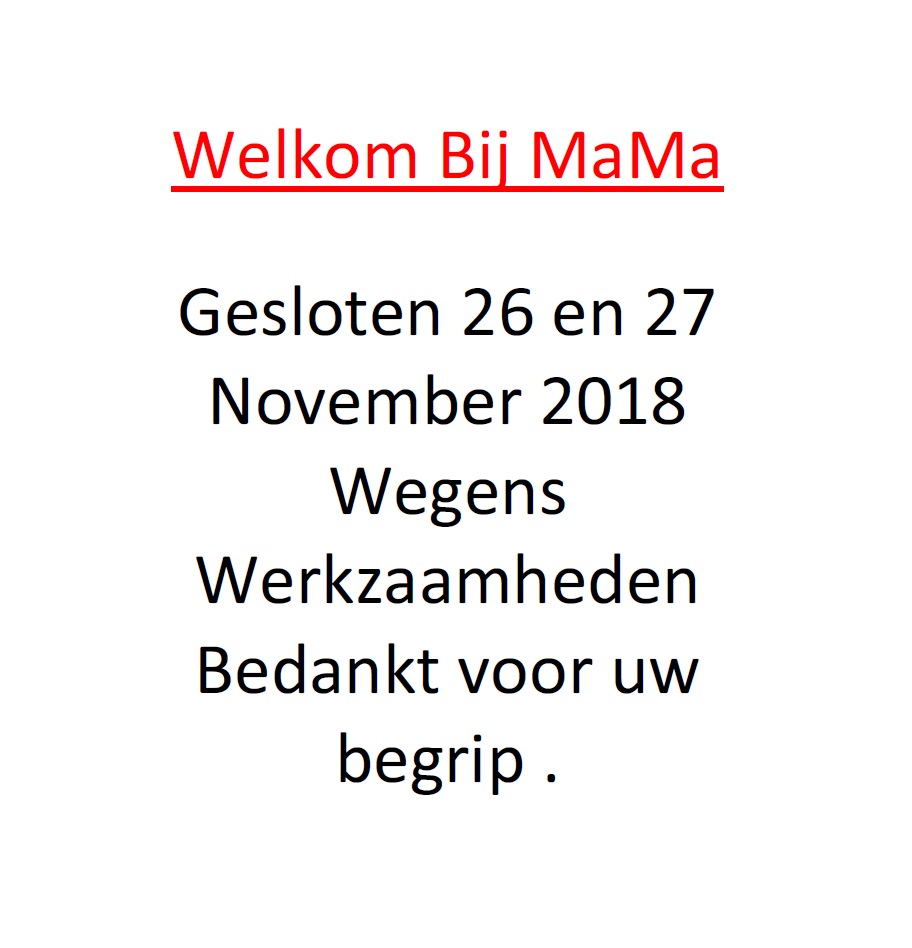 Welkom Bij MaMa
Gesloten 26 en 27
November 2018
Wegens
Werkzaamheden
Bedankt voor uw
begrip .